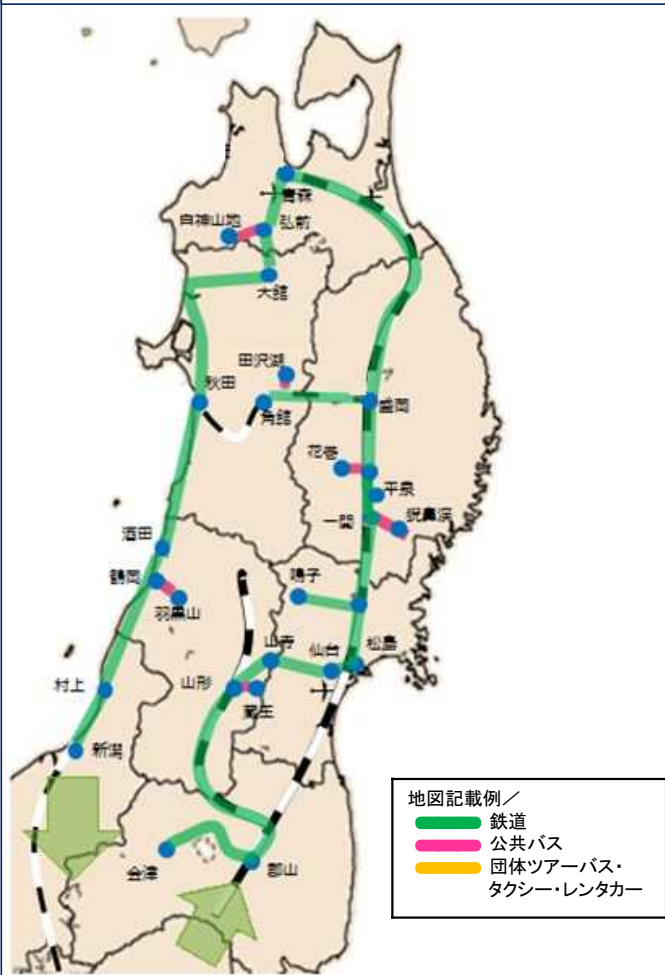 青森
白神山地
弘前
大館
田沢湖
秋田
角館
盛岡
花巻
平泉
一関
猊鼻渓
酒田
鶴岡
鳴子
羽黒山
山寺
仙台
松島
村上
山形
蔵王
新潟
会津
郡山
地図記載例／
鉄道
公共バス
団体ツアーバス・
タクシー・レンタカー